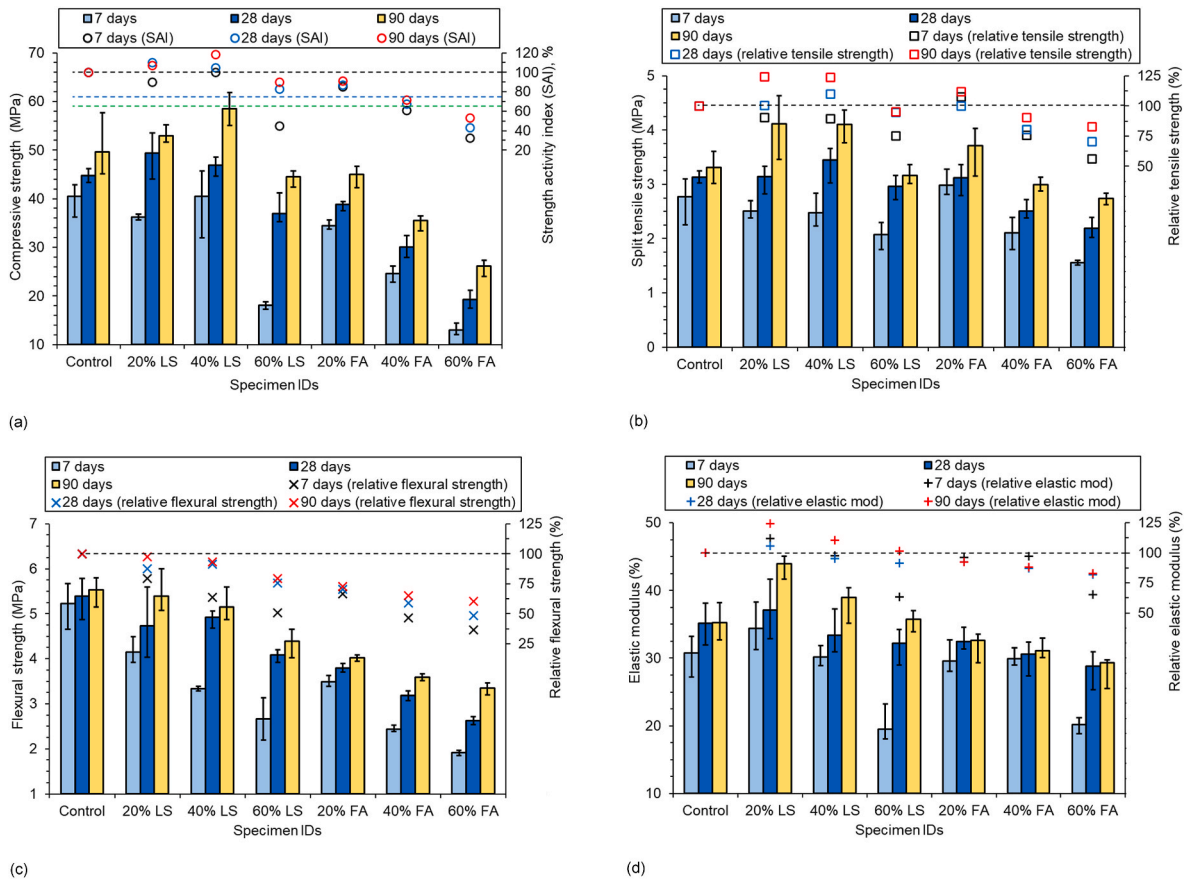 7 days 28 days 90 days
7 days (SAI) 28 days (SAI) 90 days (SAI)
70
60
50
40
30
20
10
Compressive strength (MPa)
120
100
80
60
40
20
Strength activity index (SAI), %
Control 20% LS 40% LS 60% LS 20% FA 40% FA 60% FA
Specimen IDs
(a)
7 days 28 days
90 days 7 days (relative tensile strength)
28 days (relative tensile strength) 90 days (relative tensile strength)
5
4
3
2
1
0
Split tensile strength (MPa)
125
100
75
50
Relative tensile strength (%)
Control 20% LS 40% LS 60% LS 20% FA 40% FA 60% FA
Specimen IDs
(b)
7 days 28 days
90 days 7 days (relative flexural strength)
28 days (relative flexural strength) 90 days (relative flexural strength)
7
6
5
4
3
2
1
Flexural strength (MPa)
125
100
75
50
25
Relative flexural strength (%)
Control 20% LS 40% LS 60% LS 20% FA 40% FA 60% FA
Specimen IDs
(c)
7 days 28 days
90 days 7 days (relative elastic mod)
28 days (relative elastic mod) 90 days (relative elastic mod)
50
40
30
20
10
Elastic modulus (%)
125
100
75
50
Relative elastic modulus (%)
Control 20% LS 40% LS 60% LS 20% FA 40% FA 60% FA
Specimen IDs
(d)